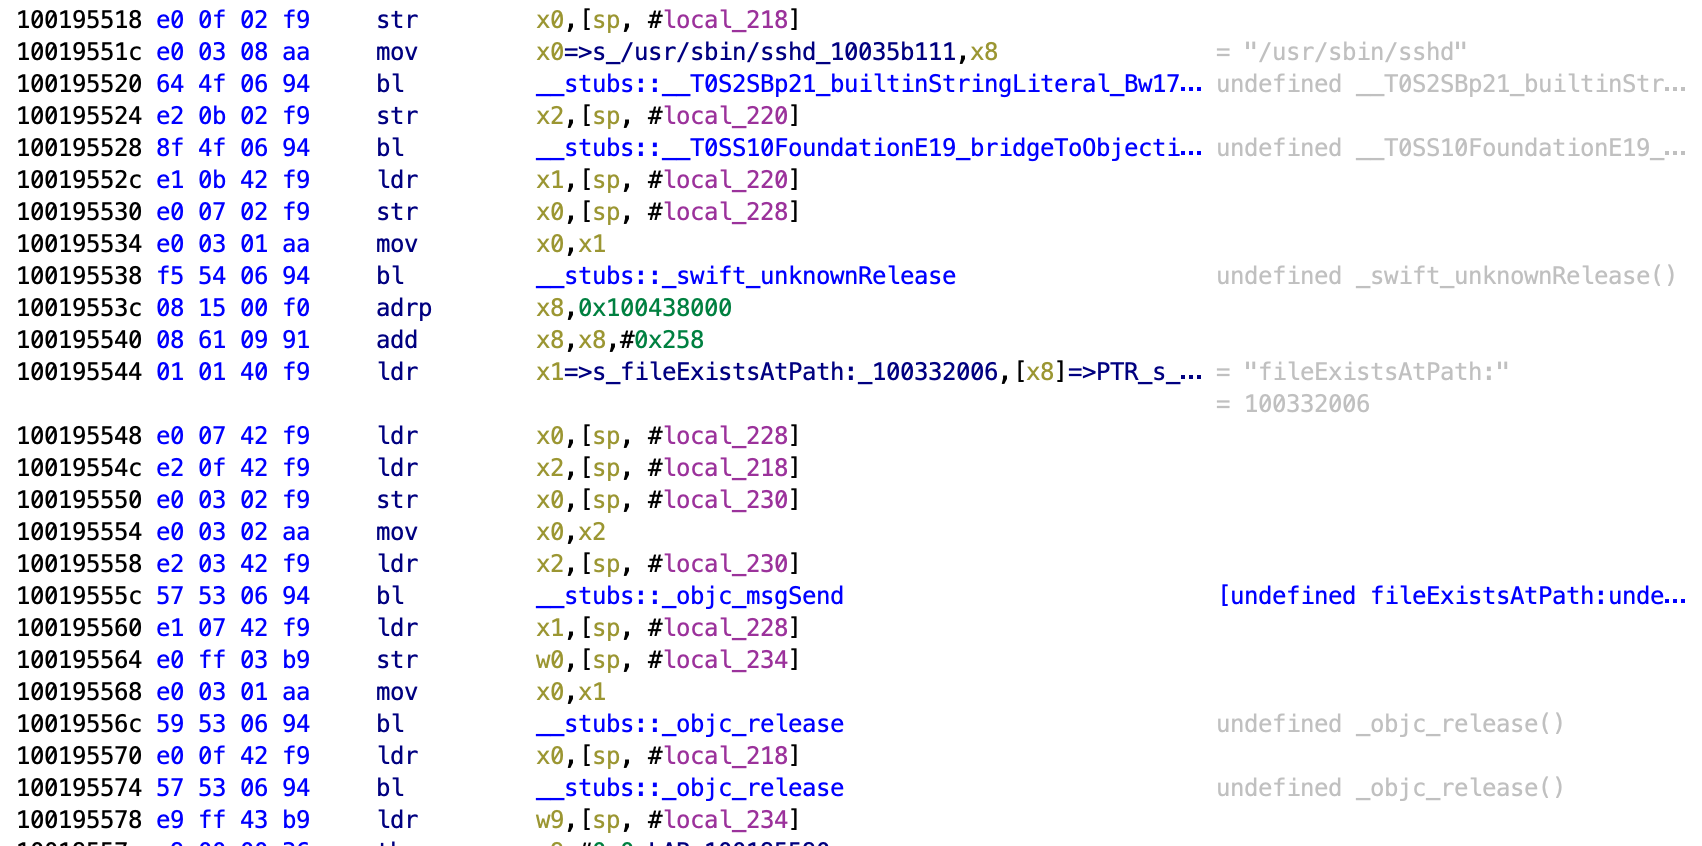 100195518 e0 0f 02 f9 str x0,[sp, #local_218]
10019551c e0 03 08 aa mov x0=>s_/usr/sbin/sshd_10035b111,x8 = "/usr/sbin/sshd"
100195520 64 4f 06 94 bl __stubs::__T0S2SBp21_builtinStringLiteral_Bw17... undefined __T0S2SBp21_builtinStr...
100195524 e2 0b 02 f9 str x2,[sp, #local_220]
100195528 8f 4f 06 94 bl __stubs::__T0SS10FoundationE19_bridgeToObjecti... undefined __T0SS10FoundationE19_...
10019552c e1 0b 42 f9 ldr x1,[sp, #local_220]
100195530 e0 07 02 f9 str x0,[sp, #local_228]
100195534 e0 03 01 aa mov x0,x1
100195538 f5 54 06 94 bl __stubs::_swift_unknownRelease undefined _swift_unknownRelease()
10019553c 08 15 00 f0 adrp x8,0x100438000
100195540 08 61 09 91 add x8,x8,#0x258
100195544 01 01 40 f9 ldr x1=>s_fileExistsAtPath:_100332006,[x8]=>PTR_s_... = "fileExistsAtPath:"
= 100332006
100195548 e0 07 42 f9 ldr x0,[sp, #local_228]
10019554c e2 0f 42 f9 ldr x2,[sp, #local_218]
100195550 e0 03 02 f9 str x0,[sp, #local_230]
100195554 e0 03 02 aa mov x0,x2
100195558 e2 03 42 f9 ldr x2,[sp, #local_230]
10019555c 57 53 06 94 bl __stubs::_objc_msgSend [undefined fileExistsAtPath:unde...
100195560 e1 07 42 f9 ldr x1,[sp, #local_228]
100195564 e0 ff 03 b9 str w0,[sp, #local_234]
100195568 e0 03 01 aa mov x0,x1
10019556c 59 53 06 94 bl __stubs::_objc_release undefined _objc_release()
100195570 e0 0f 42 f9 ldr x0,[sp, #local_218]
100195574 57 53 06 94 bl __stubs::_objc_release undefined _objc_release()
100195578 e9 ff 43 b9 ldr w9,[sp, #local_234]